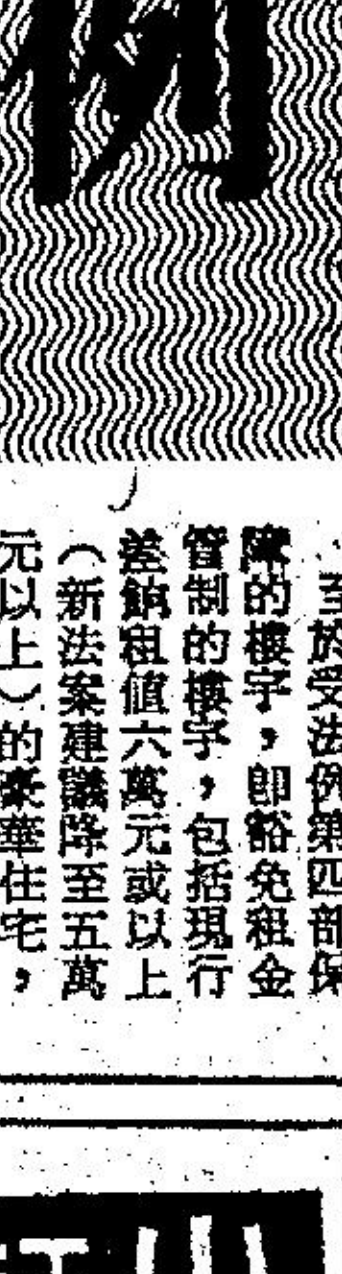 例
至於受法例第四部保
障的樓宇，即豁免租金
管制的樓宇，包括現行
差餉租值六萬元或以上
（新法案建議降至五萬
元以上）的豪華住宅，